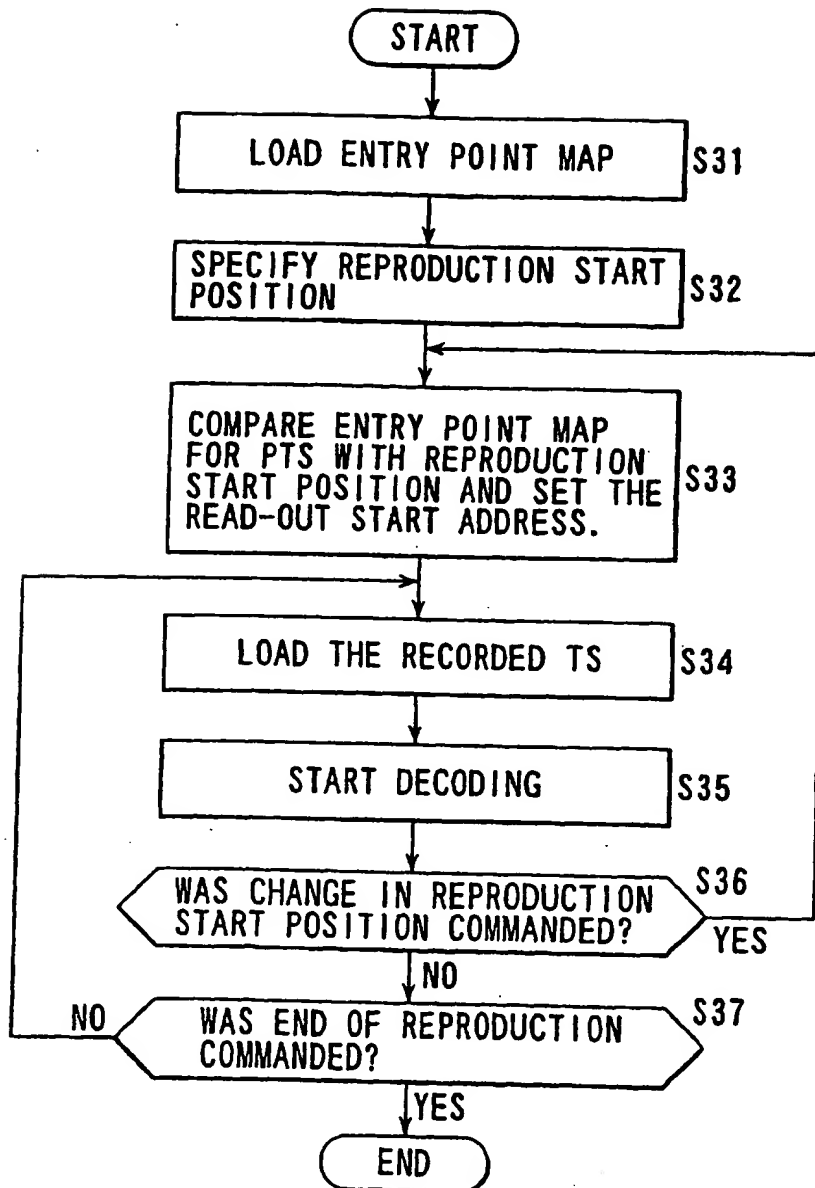 START
LOAD ENTRY POINT MAP
S31
SPECIFY REPRODUCTION START
POSITION
S32
COMPARE ENTRY POINT MAP
FOR PTS WITH REPRODUCTION
START POSITION AND SET THE
READ-OUT START ADDRESS.
S33
LOAD THE RECORDED TS
S34
START DECODING
S35
WAS CHANGE IN REPRODUCTION
START POSITION COMMANDED?
S36
YES
NO
WAS END OF REPRODUCTION
COMMANDED?
S37
NO
YES
END